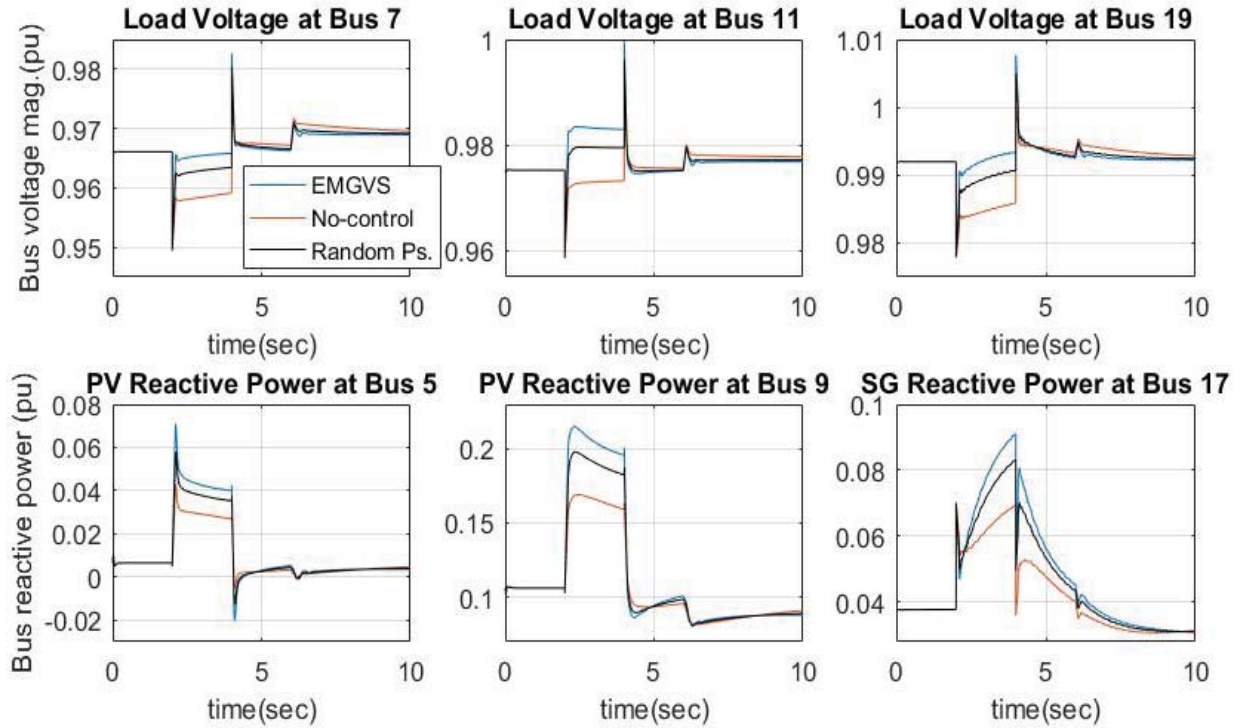 Load Voltage at Bus 7
Load Voltage at Bus 11
Load Voltage at Bus 19
Bus voltage mag.(pu)
0.98
0.97
0.96
0.95
0
5
10
time(sec)
EMGVS
No-control
Random Ps.
1
0.98
0.96
0
5
10
time(sec)
1.01
1
0.99
0.98
0
5
10
time(sec)
PV Reactive Power at Bus 5
PV Reactive Power at Bus 9
SG Reactive Power at Bus 17
Bus reactive power (pu)
0.08
0.06
0.04
0.02
0
-0.02
0
5
10
time(sec)
0.2
0.15
0.1
0
5
10
time(sec)
0.1
0.08
0.06
0.04
0
5
10
time(sec)